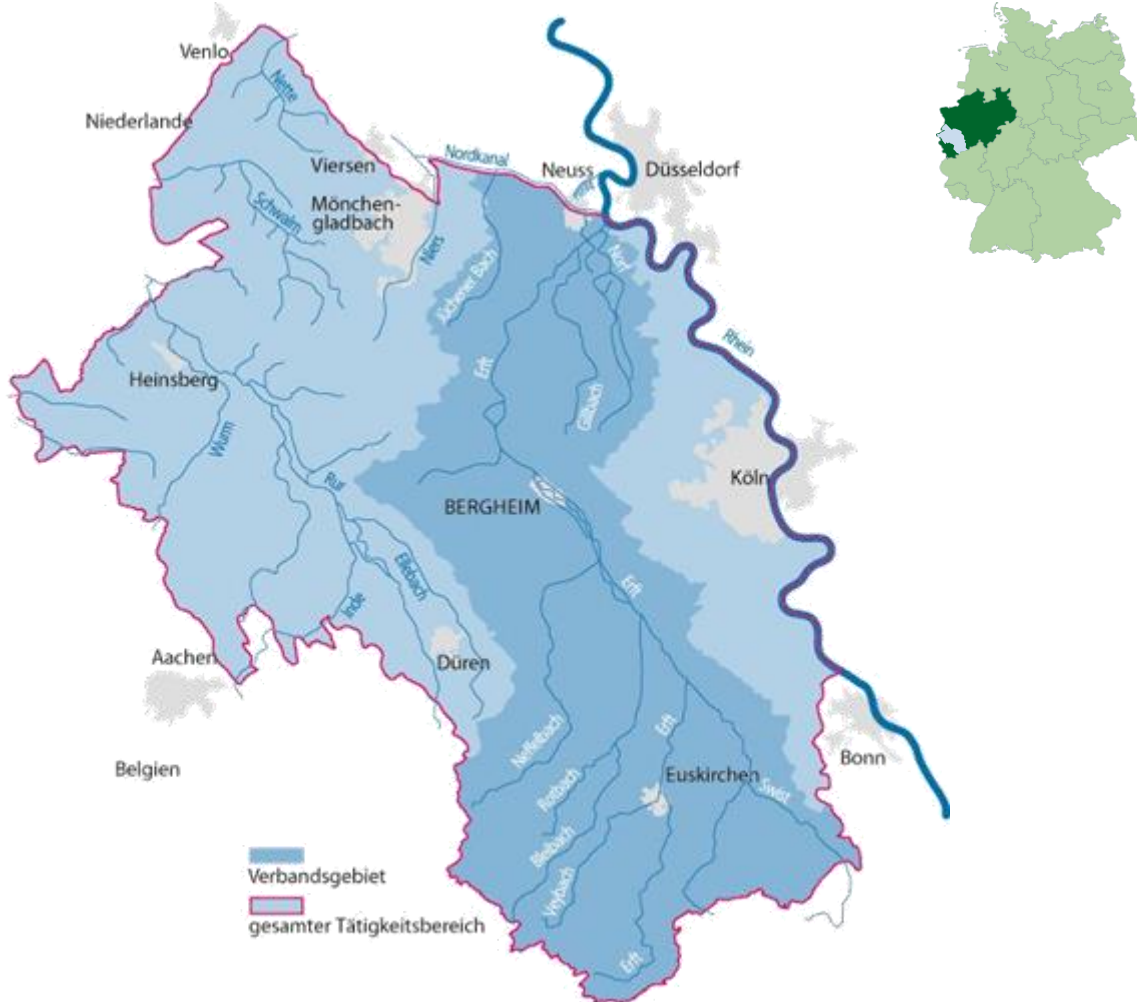 Venlo
Nette
Niederlande
Nordkanal
Viersen
Neuss
Düsseldorf
Erft
Schwalm
Mönchen-
gladbach
Niers
Norf
Jüchener Bach
Rhein
Erft
Heinsberg
Gillbach
Wurm
Köln
Rur
BERGHEIM
Ellebach
Erft
Inde
Aachen
Düren
Neffelbach
Erft
Bonn
Belgien
Euskirchen
Swist
Rotbach
Bleibach
Verbandsgebiet
Veybach
gesamter Tätigkeitsbereich
Erft